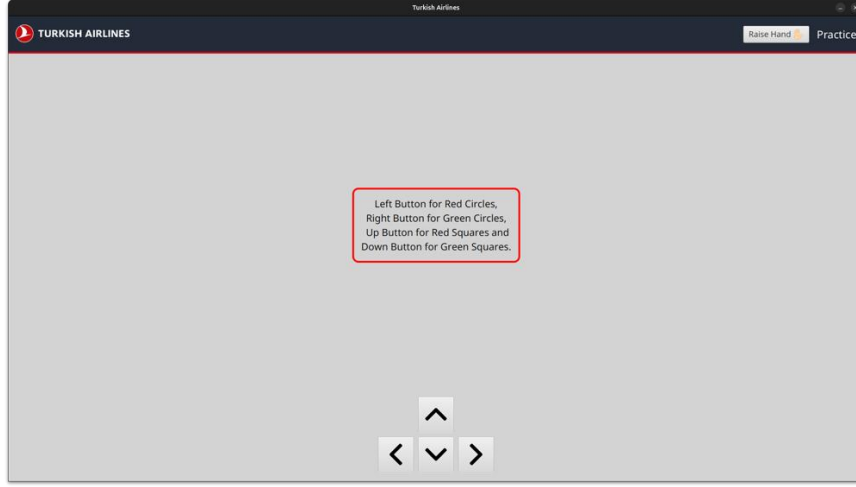 Turkish Airlines
TURKISH AIRLINES
Raise Hand
Practice
Left Button for Red Circles,
Right Button for Green Circles,
Up Button for Red Squares and
Down Button for Green Squares.